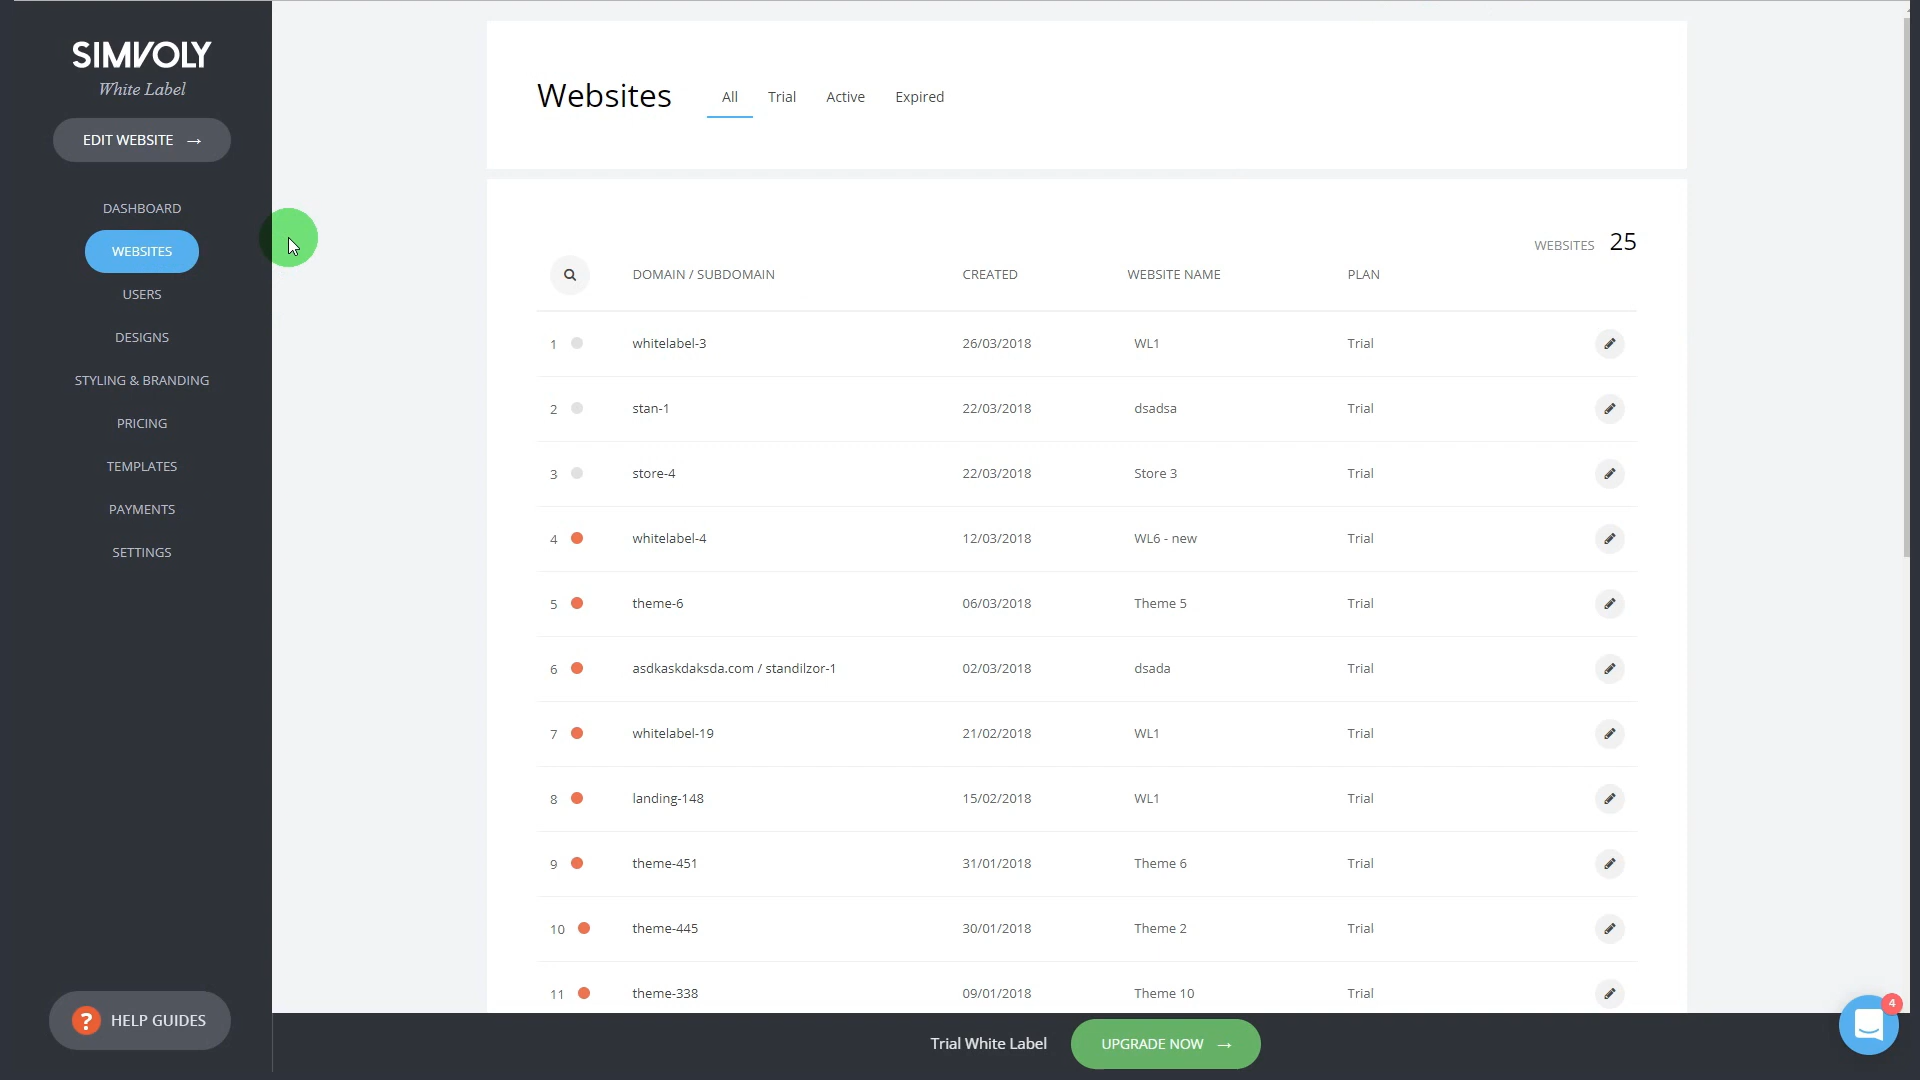 SIMVOLY
White Label
EDIT WEBSITE →
DASHBOARD
WEBSITES
USERS
DESIGNS
STYLING & BRANDING
PRICING
TEMPLATES
PAYMENTS
SETTINGS
? HELP GUIDES
Websites All Trial Active Expired
WEBSITES 25
DOMAIN / SUBDOMAIN CREATED WEBSITE NAME PLAN
1 whitelabel-3 26/03/2018 WL1 Trial
2 stan-1 22/03/2018 dsadsa Trial
3 store-4 22/03/2018 Store 3 Trial
4 whitelabel-4 12/03/2018 WL6 - new Trial
5 theme-6 06/03/2018 Theme 5 Trial
6 asdkaskdaksda.com / standilzor-1 02/03/2018 dsada Trial
7 whitelabel-19 21/02/2018 WL1 Trial
8 landing-148 15/02/2018 WL1 Trial
9 theme-451 31/01/2018 Theme 6 Trial
10 theme-445 30/01/2018 Theme 2 Trial
11 theme-338 09/01/2018 Theme 10 Trial
Trial White Label UPGRADE NOW →
4